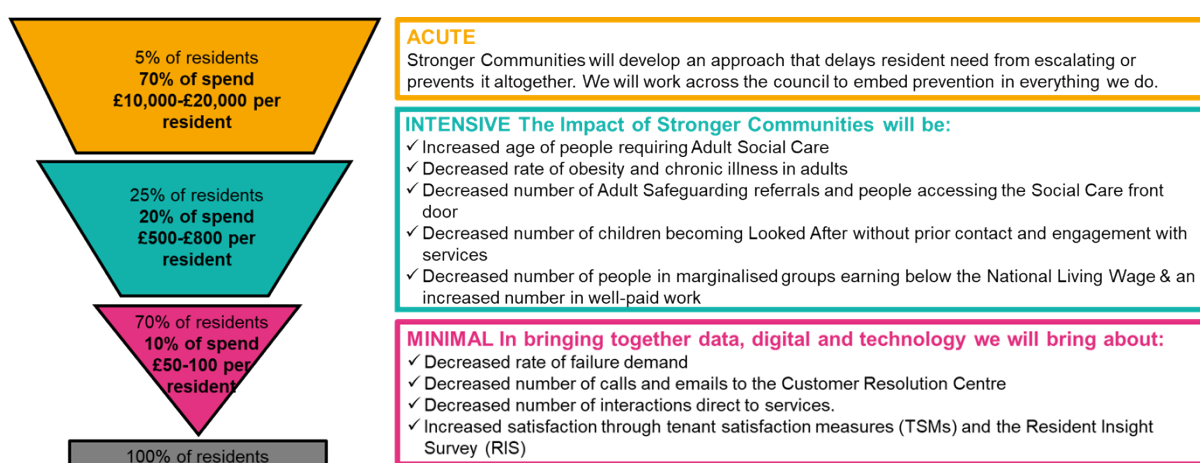 5% of residents
70% of spend
£10,000-£20,000 per
resident
ACUTE
Stronger Communities will develop an approach that delays resident need from escalating or
prevents it altogether. We will work across the council to embed prevention in everything we do.
25% of residents
20% of spend
£500-£800 per
resident
INTENSIVE The Impact of Stronger Communities will be:
✓ Increased age of people requiring Adult Social Care
✓ Decreased rate of obesity and chronic illness in adults
✓ Decreased number of Adult Safeguarding referrals and people accessing the Social Care front
door
✓ Decreased number of children becoming Looked After without prior contact and engagement with
services
✓ Decreased number of people in marginalised groups earning below the National Living Wage & an
increased number in well-paid work
70% of residents
10% of spend
£50-100 per
resident
MINIMAL In bringing together data, digital and technology we will bring about:
✓ Decreased rate of failure demand
✓ Decreased number of calls and emails to the Customer Resolution Centre
✓ Decreased number of interactions direct to services.
✓ Increased satisfaction through tenant satisfaction measures (TSMs) and the Resident Insight
Survey (RIS)
100% of residents